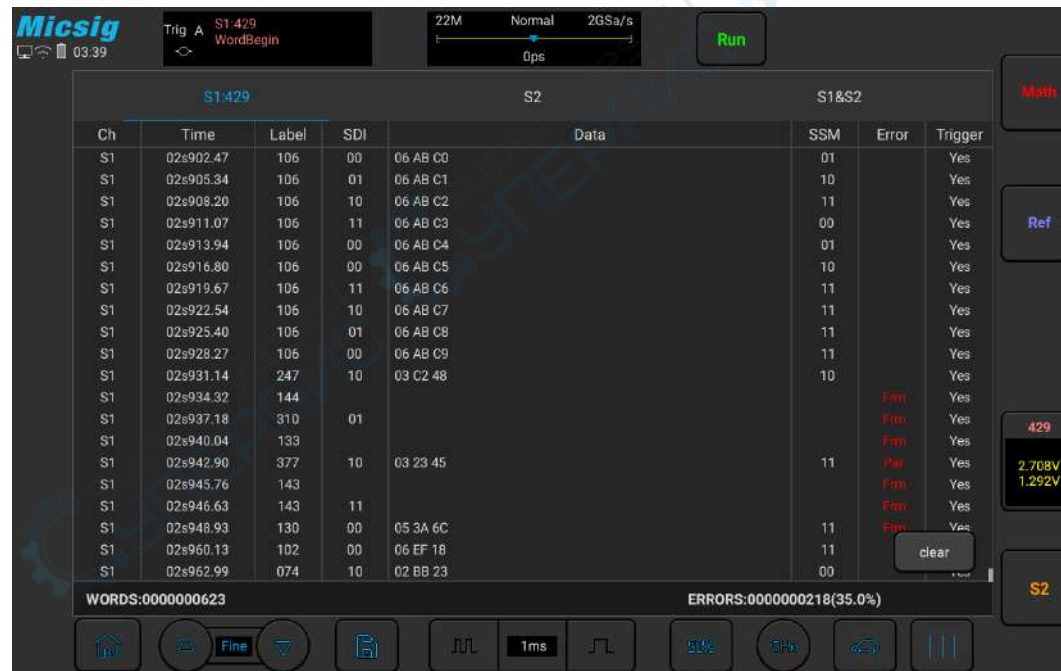 Micsig
03:39
Trig A S1:429
WordBegin
22M Normal 2GSa/s
0ps
Run
S1:429 S2 S1&S2
Ch Time Label SDI Data SSM Error Trigger
S1 02s902.47 106 00 06 AB C0 01 Yes
S1 02s905.34 106 01 06 AB C1 10 Yes
S1 02s908.20 106 10 06 AB C2 11 Yes
S1 02s911.07 106 11 06 AB C3 00 Yes
S1 02s913.94 106 00 06 AB C4 01 Yes
S1 02s916.80 106 00 06 AB C5 10 Yes
S1 02s919.67 106 11 06 AB C6 11 Yes
S1 02s922.54 106 10 06 AB C7 11 Yes
S1 02s925.40 106 01 06 AB C8 11 Yes
S1 02s928.27 106 00 06 AB C9 11 Yes
S1 02s931.14 247 10 03 C2 48 10 Yes
S1 02s934.32 144 Frm Yes
S1 02s937.18 310 01 Frm Yes
S1 02s940.04 133 Frm Yes
S1 02s942.90 377 10 03 23 45 11 Par Yes
S1 02s945.76 143 Frm Yes
S1 02s946.63 143 11 Frm Yes
S1 02s948.93 130 00 05 3A 6C 11 Frm Yes
S1 02s960.13 102 00 06 EF 18 11
S1 02s962.99 074 10 02 BB 23 00
clear
WORDS:0000000623 ERRORS:0000000218(35.0%)
Math
Ref
429
2.708V
1.292V
S2
Fine
1ms
50%
СУПЕРАЙС